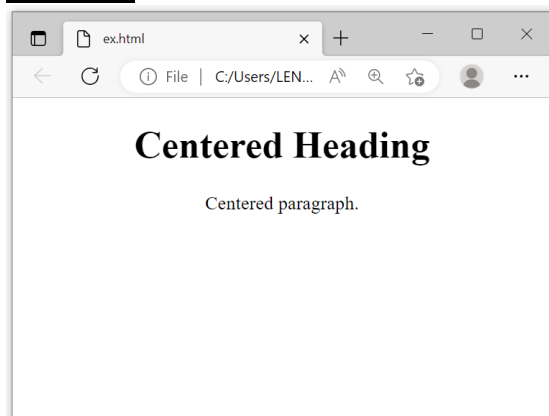 ex.html
File | C:/Users/LEN...
Centered Heading
Centered paragraph.